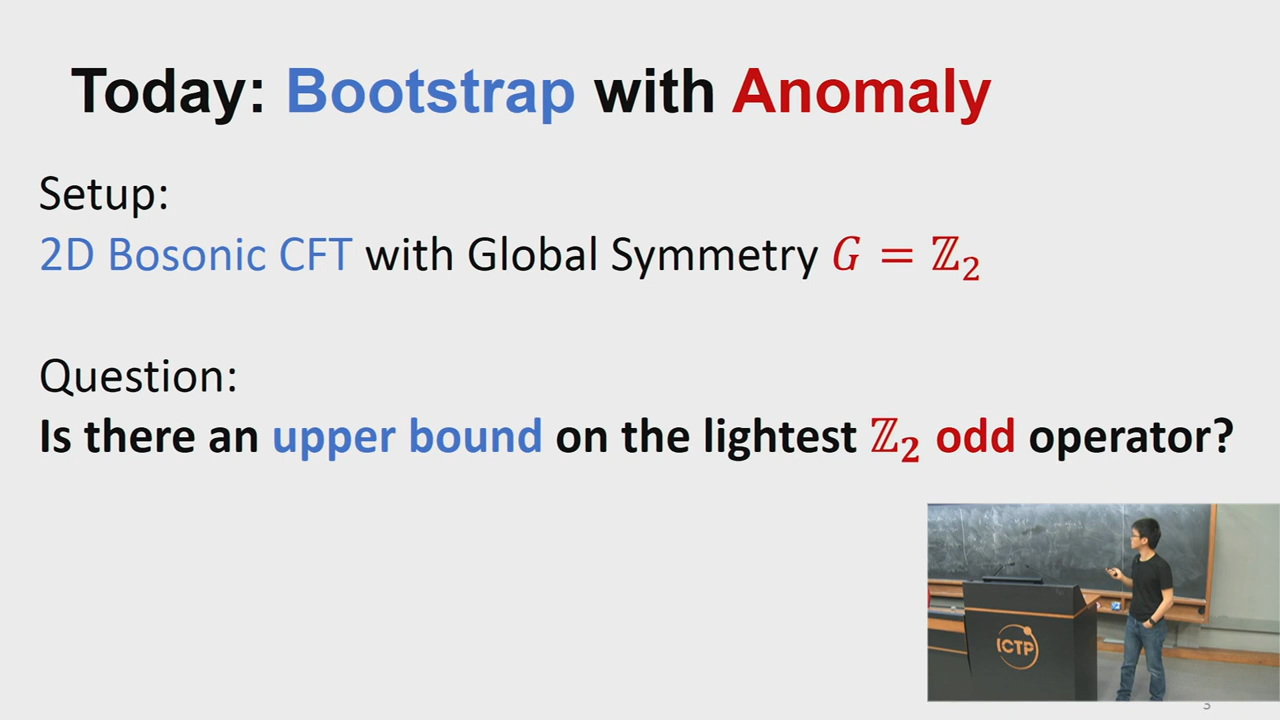 Today: Bootstrap with Anomaly
Setup:
2D Bosonic CFT with Global Symmetry G = ℤ₂
Question:
Is there an upper bound on the lightest ℤ₂ odd operator?
ICTP